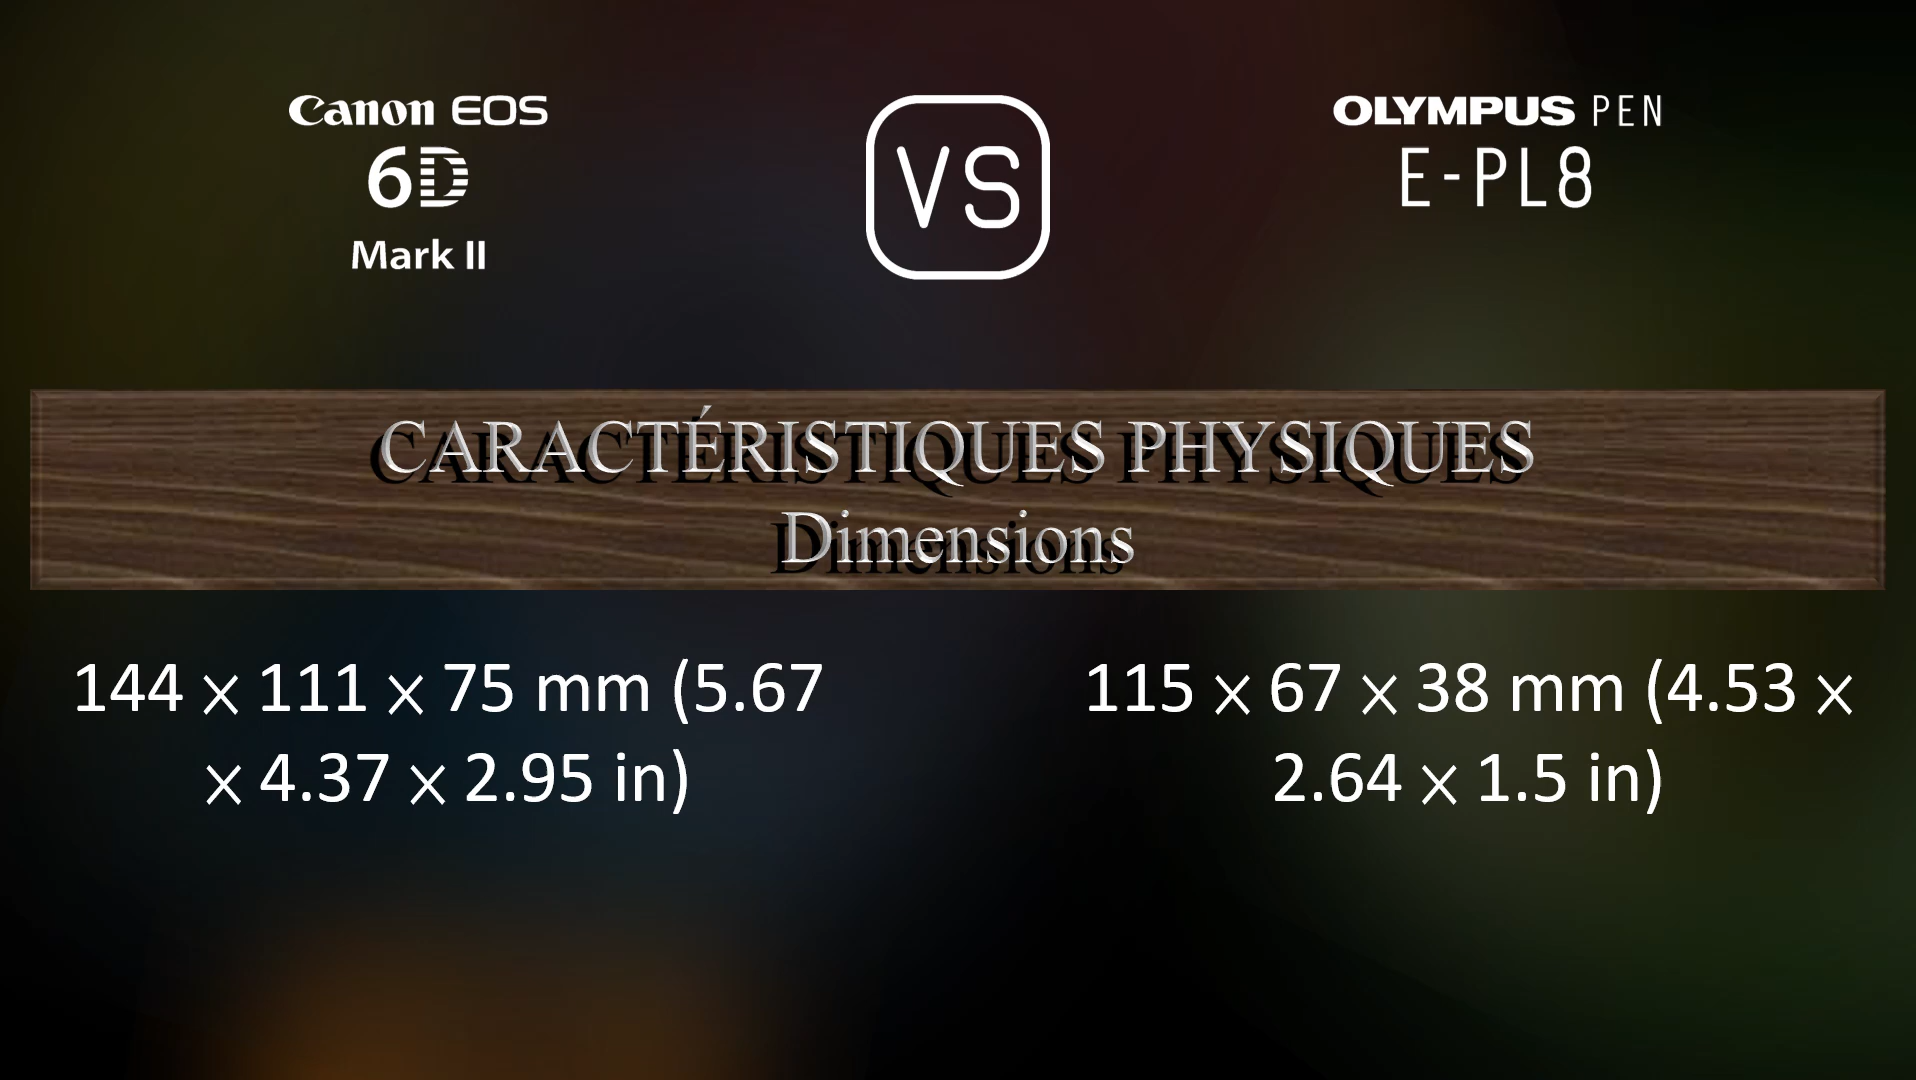 Canon EOS
6D
Mark II
VS
OLYMPUS PEN
E-PL8
CARACTÉRISTIQUES PHYSIQUES
Dimensions
144 x 111 x 75 mm (5.67
x 4.37 x 2.95 in)
115 x 67 x 38 mm (4.53 x
2.64 x 1.5 in)